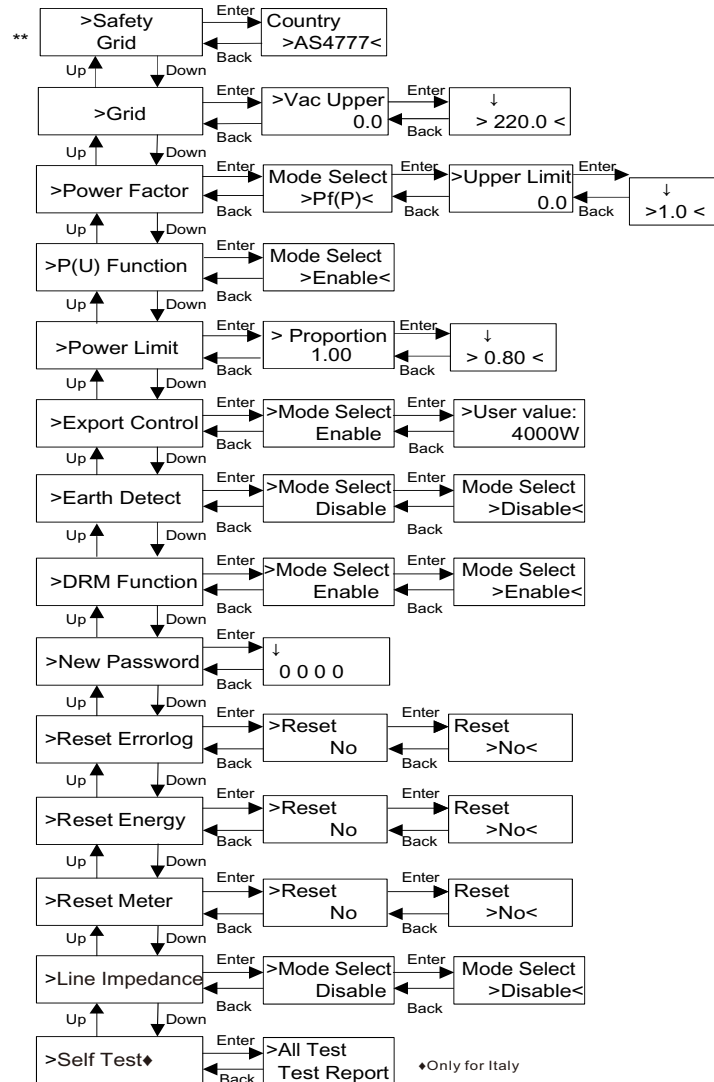 **
>Safety
Grid
Enter
Back
Country
>AS4777<
Up
Down
>Grid
Enter
Back
>Vac Upper
0.0
Enter
Back
↓
> 220.0 <
Up
Down
>Power Factor
Enter
Back
Mode Select
>Pf(P)<
Enter
Back
>Upper Limit
0.0
Enter
Back
↓
>1.0 <
Up
Down
>P(U) Function
Enter
Back
Mode Select
>Enable<
Up
Down
>Power Limit
Enter
Back
> Proportion
1.00
Enter
Back
↓
> 0.80 <
Up
Down
>Export Control
Enter
Back
>Mode Select
Enable
Enter
Back
>User value:
4000W
Up
Down
>Earth Detect
Enter
Back
>Mode Select
Disable
Enter
Back
Mode Select
>Disable<
Up
Down
>DRM Function
Enter
Back
>Mode Select
Enable
Enter
Back
Mode Select
>Enable<
Up
Down
>New Password
Enter
Back
↓
0 0 0 0
Up
Down
>Reset Errorlog
Enter
Back
>Reset
No
Enter
Back
Reset
>No<
Up
Down
>Reset Energy
Enter
Back
>Reset
No
Enter
Back
Reset
>No<
Up
Down
>Reset Meter
Enter
Back
>Reset
No
Enter
Back
Reset
>No<
Up
Down
>Line Impedance
Enter
Back
>Mode Select
Disable
Enter
Back
Mode Select
>Disable<
Up
Down
>Self Test♦
Enter
Back
>All Test
Test Report
♦Only for Italy